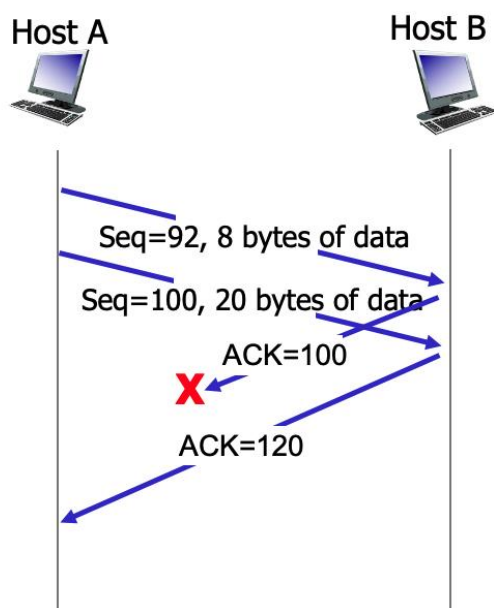 Host A
Host B
Seq=92, 8 bytes of data
Seq=100, 20 bytes of data
ACK=100
X
ACK=120